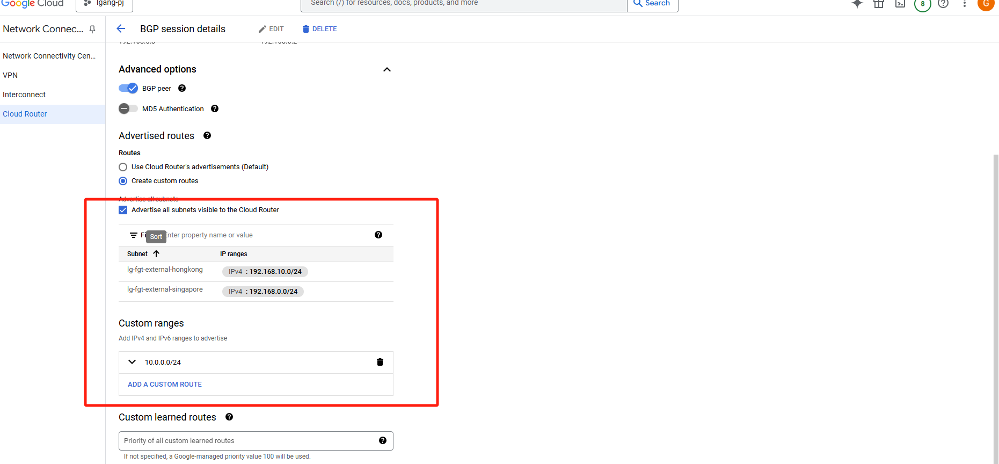 Google Cloud
lgang-pj
Search (/) for resources, docs, products, and more
Search
8
G
Network Connec...
BGP session details
EDIT
DELETE
Network Connectivity Cen...
VPN
Interconnect
Cloud Router
Advanced options
BGP peer
MD5 Authentication
Advertised routes
Routes
Use Cloud Router's advertisements (Default)
Create custom routes
Advertise all subnets
Advertise all subnets visible to the Cloud Router
Sort
Enter property name or value
Subnet IP ranges
lg-fgt-external-hongkong IPv4 : 192.168.10.0/24
lg-fgt-external-singapore IPv4 : 192.168.0.0/24
Custom ranges
Add IPv4 and IPv6 ranges to advertise
10.0.0.0/24
ADD A CUSTOM ROUTE
Custom learned routes
Priority of all custom learned routes
If not specified, a Google-managed priority value 100 will be used.